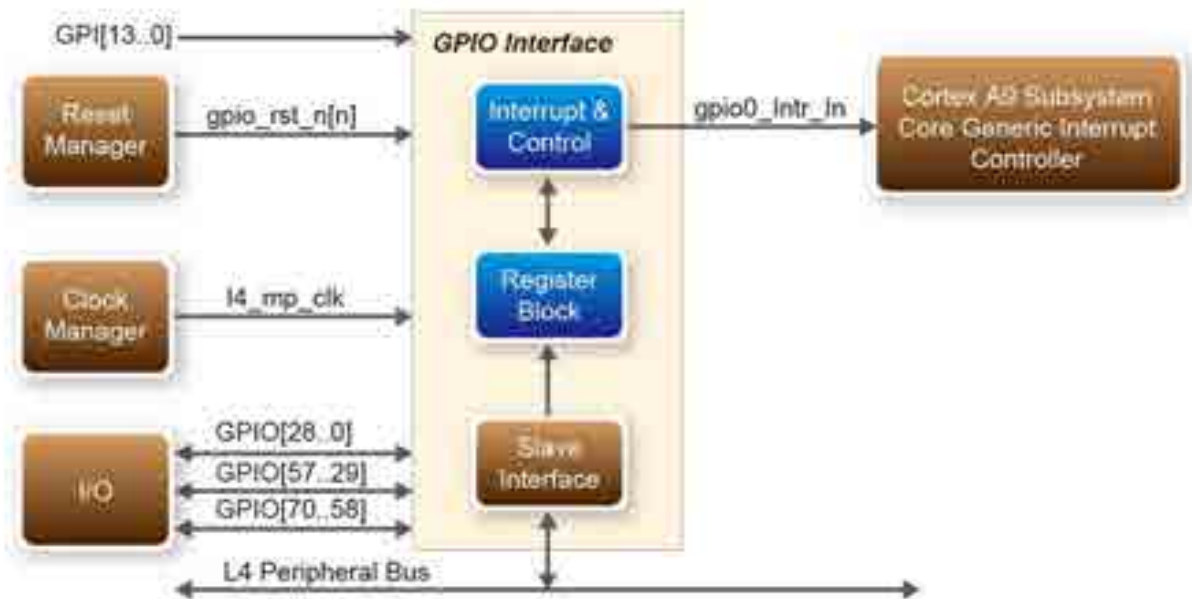 GPI[13..0]
GPIO Interface
Reset
Manager
gpio_rst_n[n]
Interrupt &
Control
gpio0_Intr_In
Cortex A9 Subsystem
Core Generic Interrupt
Controller
Clock
Manager
l4_mp_clk
Register
Block
I/O
GPIO[28..0]
GPIO[57..29]
GPIO[70..58]
Slave
Interface
L4 Peripheral Bus